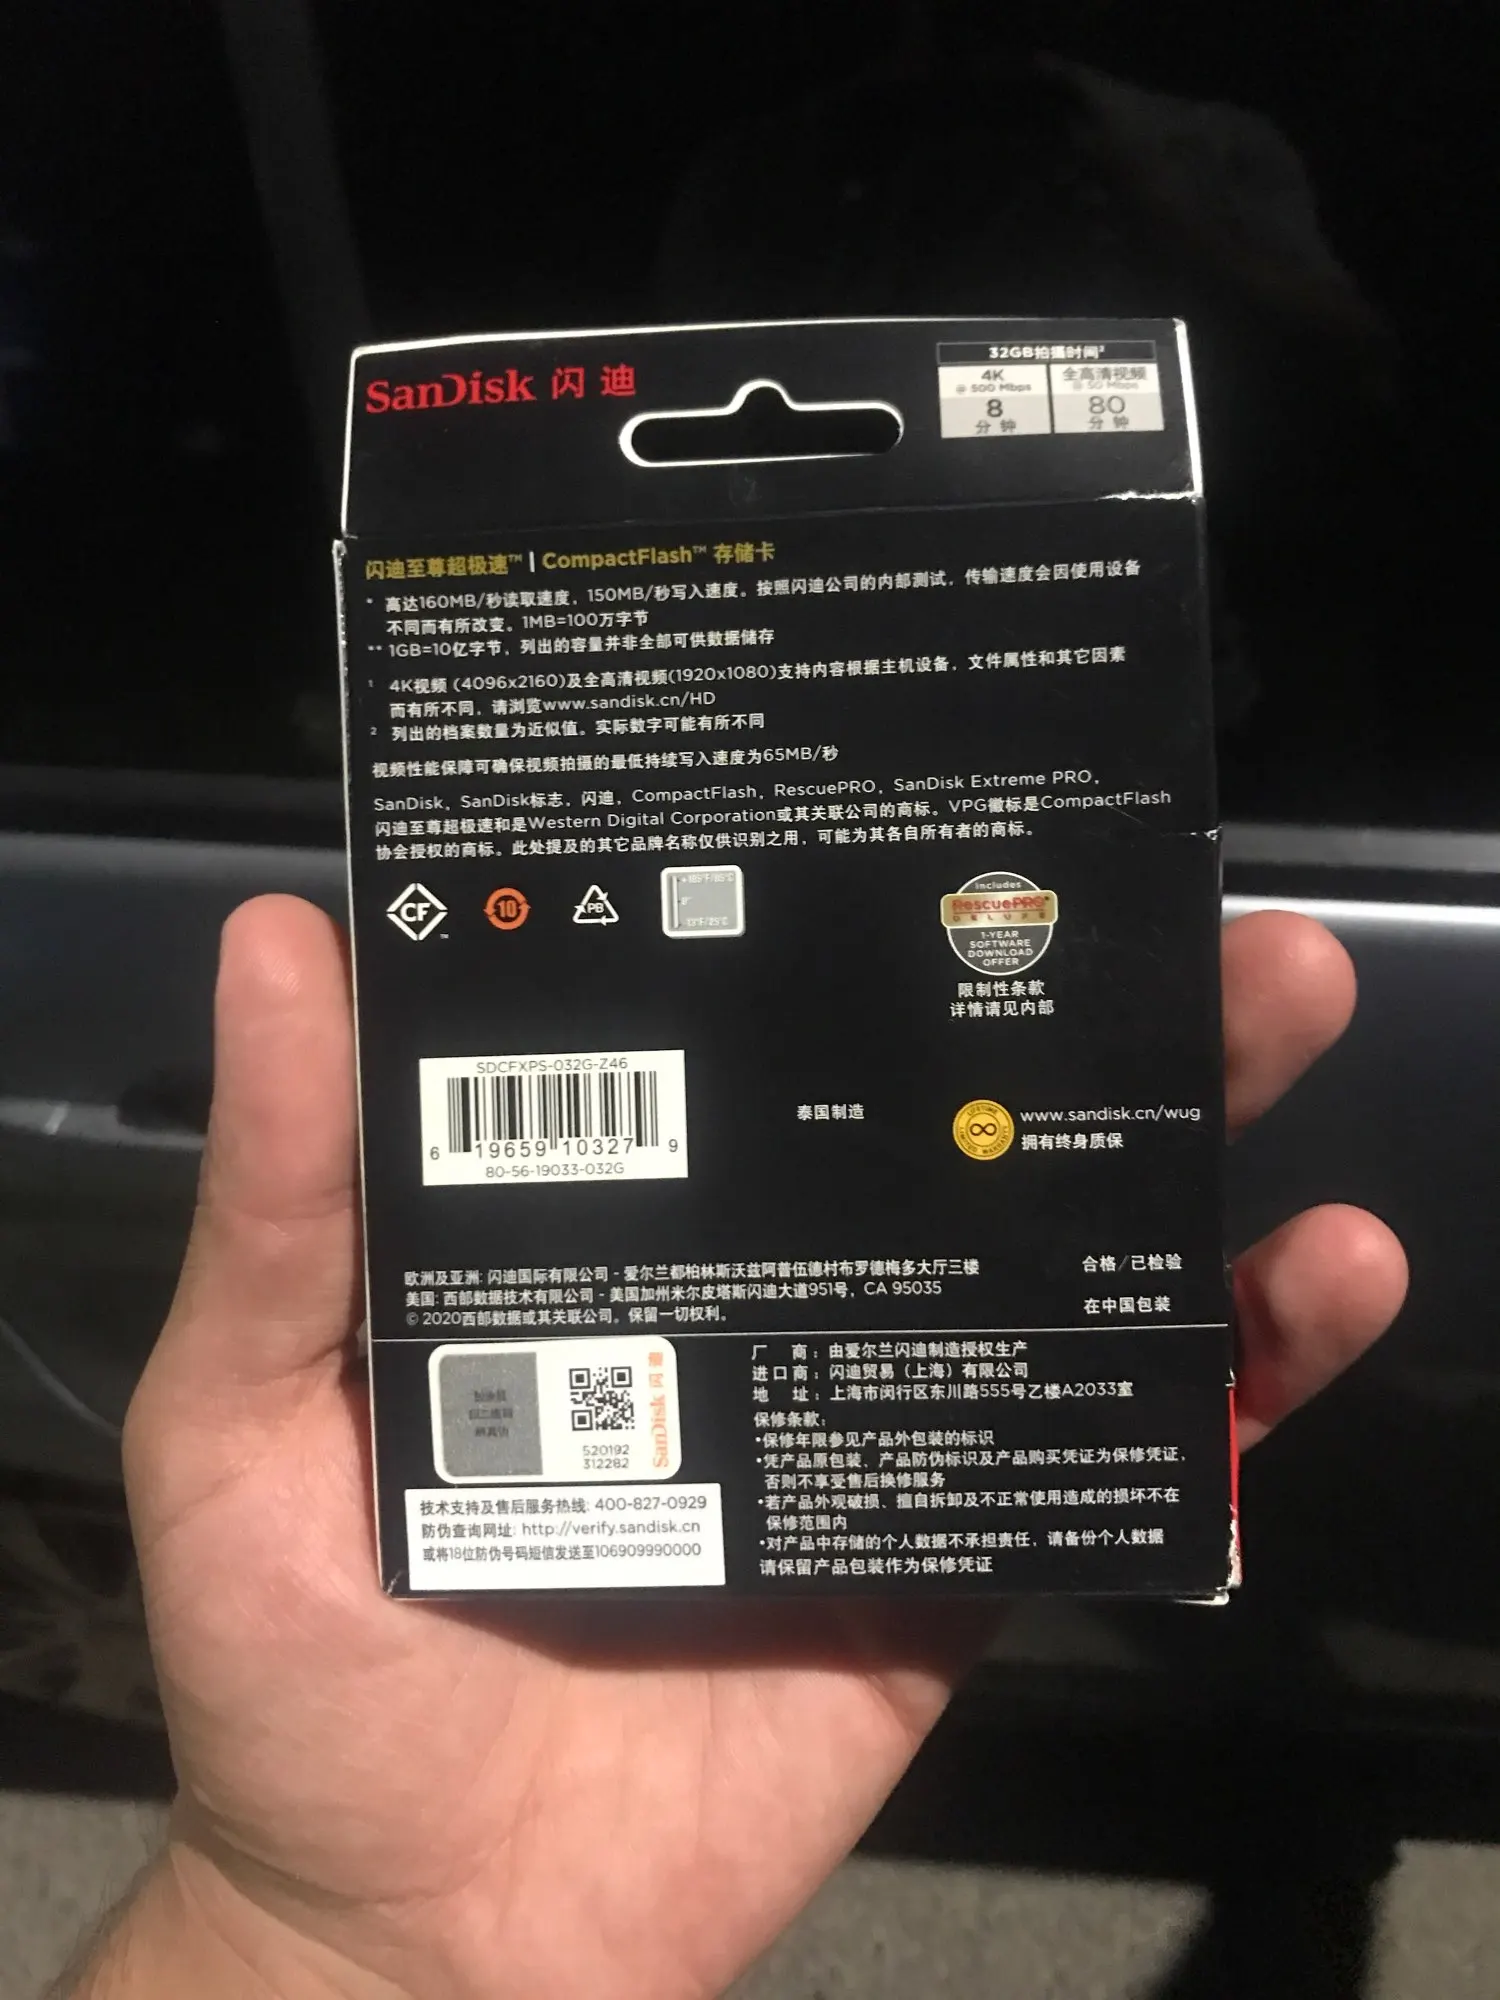 SanDisk 闪迪
32GB拍摄时间²
4K
@ 500 Mbps
8
分 钟
全高清视频
@ 50 Mbps
80
分 钟
闪迪至尊超极速™ | CompactFlash™ 存储卡
* 高达160MB/秒读取速度，150MB/秒写入速度。按照闪迪公司的内部测试，传输速度会因使用设备
不同而有所改变。1MB=100万字节
** 1GB=10亿字节，列出的容量并非全部可供数据储存
¹ 4K视频 (4096x2160)及全高清视频(1920x1080)支持内容根据主机设备，文件属性和其它因素
而有所不同，请浏览www.sandisk.cn/HD
² 列出的档案数量为近似值。实际数字可能有所不同
视频性能保障可确保视频拍摄的最低持续写入速度为65MB/秒
SanDisk，SanDisk标志，闪迪，CompactFlash，RescuePRO，SanDisk Extreme PRO，
闪迪至尊超极速和是Western Digital Corporation或其关联公司的商标。VPG徽标是CompactFlash
协会授权的商标。此处提及的其它品牌名称仅供识别之用，可能为其各自所有者的商标。
CF™
10
PB
+185°F/85°C
-13°F/25°C
Includes
RescuePRO®
DELUXE
1-YEAR
SOFTWARE
DOWNLOAD
OFFER
限制性条款
详情请见内部
SDCFXPS-032G-Z46
6 19659 10327 9
80-56-19033-032G
泰国制造
LIFETIME
LIMITED WARRANTY
www.sandisk.cn/wug
拥有终身质保
欧洲及亚洲: 闪迪国际有限公司 - 爱尔兰都柏林斯沃兹阿普伍德村布罗德梅多大厅三楼
美国: 西部数据技术有限公司 - 美国加州米尔皮塔斯闪迪大道951号，CA 95035
© 2020西部数据或其关联公司。保留一切权利。
合格/已检验
在中国包装
520192
312282
SanDisk 闪迪
技术支持及售后服务热线: 400-827-0929
防伪查询网址: http://verify.sandisk.cn
或将18位防伪号码短信发送至106909990000
厂 商：由爱尔兰闪迪制造授权生产
进口商：闪迪贸易（上海）有限公司
地 址：上海市闵行区东川路555号乙楼A2033室
保修条款：
•保修年限参见产品外包装的标识
•凭产品原包装、产品防伪标识及产品购买凭证为保修凭证，
否则不享受售后换修服务
•若产品外观破损、擅自拆卸及不正常使用造成的损坏不在
保修范围内
•对产品中存储的个人数据不承担责任，请备份个人数据
请保留产品包装作为保修凭证